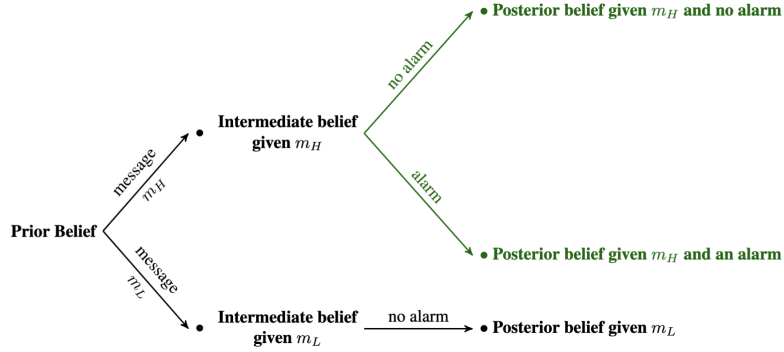 Posterior belief given m_H and no alarm
no alarm
Intermediate belief
given m_H
message
m_H
alarm
Prior Belief
Posterior belief given m_H and an alarm
message
m_L
Intermediate belief
given m_L
no alarm
Posterior belief given m_L